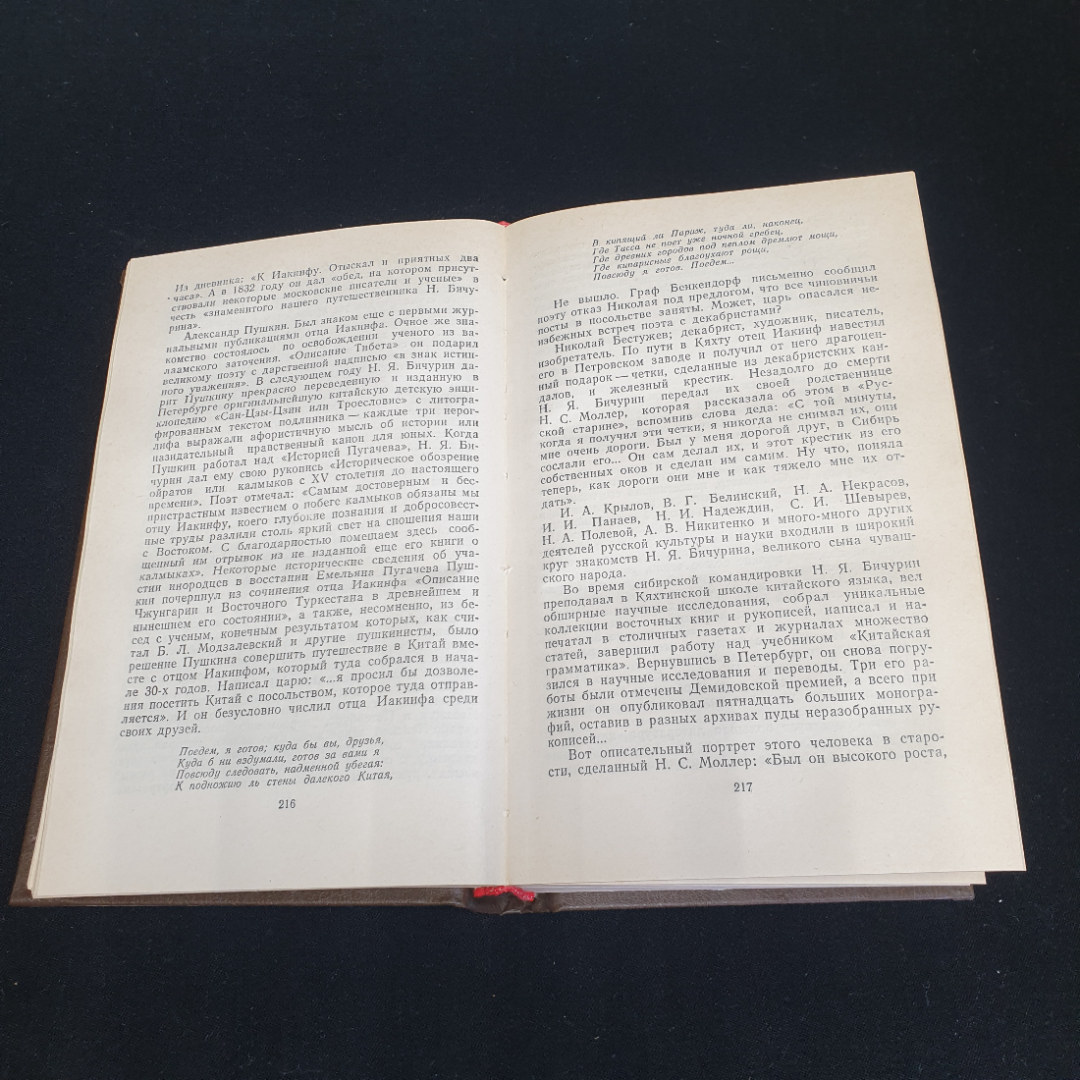 Из дневника: «К Иакинфу. Отыскал и приятных два
часа». А в 1832 году он дал «обед, на котором присут-
ствовали некоторые московские писатели и ученые» в
честь «знаменитого нашего путешественника Н. Бичу-
рина».
Александр Пушкин. Был знаком еще с первыми жур-
нальными публикациями отца Иакинфа. Очное же зна-
комство состоялось по освобождении ученого из ва-
лаамского заточения. «Описание Тибета» он подарил
великому поэту с дарственной надписью «в знак истин-
ного уважения». В следующем году Н. Я. Бичурин да-
рит Пушкину прекрасно переведенную и изданную в
Петербурге оригинальнейшую китайскую детскую энци-
клопедию «Сан-Цзы-Цзин или Троесловие» с литогра-
фированным текстом подлинника — каждые три иерог-
лифа выражали афористичную мысль об истории или
назидательный нравственный канон для юных. Когда
Пушкин работал над «Историей Пугачева», Н. Я. Би-
чурин дал ему свою рукопись «Историческое обозрение
ойратов или калмыков с XV столетия до настоящего
времени». Поэт отмечал: «Самым достоверным и бес-
пристрастным известием о побеге калмыков обязаны мы
отцу Иакинфу, коего глубокие познания и добросовест-
ные труды разлили столь яркий свет на сношения наши
с Востоком. С благодарностью помещаем здесь сооб-
щенный им отрывок из не изданной еще его книги о
калмыках». Некоторые исторические сведения об уча-
стии инородцев в восстании Емельяна Пугачева Пуш-
кин почерпнул из сочинения отца Иакинфа «Описание
Чжунгарии и Восточного Туркестана в древнейшем и
нынешнем его состоянии», а также, несомненно, из бе-
сед с ученым, конечным результатом которых, как счи-
тал Б. Л. Модзалевский и другие пушкинисты, было
решение Пушкина совершить путешествие в Китай вме-
сте с отцом Иакинфом, который туда собрался в нача-
ле 30-х годов. Написал царю: «...я просил бы дозволе-
ния посетить Китай с посольством, которое туда отправ-
ляется». И он безусловно числил отца Иакинфа среди
своих друзей.
Поедем, я готов; куда бы вы, друзья,
Куда б ни вздумали, готов за вами я
Повсюду следовать, надменной убегая:
К подножию ль стены далекого Китая,
216
В кипящий ли Париж, туда ли, наконец,
Где Тасса не поет уже ночной гребец,
Где древних городов под пеплом дремлют мощи,
Где кипарисные благоухают рощи,
Повсюду я готов. Поедем...
Не вышло. Граф Бенкендорф письменно сообщил
поэту отказ Николая под предлогом, что все чиновничьи
посты в посольстве заняты. Может, царь опасался не-
избежных встреч поэта с декабристами?
Николай Бестужев; декабрист, художник, писатель,
изобретатель. По пути в Кяхту отец Иакинф навестил
его в Петровском заводе и получил от него драгоцен-
ный подарок — четки, сделанные из декабристских кан-
далов, и железный крестик. Незадолго до смерти
Н. Я. Бичурин передал их своей родственнице
Н. С. Моллер, которая рассказала об этом в «Рус-
ской старине», вспомнив слова деда: «С той минуты,
когда я получил эти четки, я никогда не снимал их, они
мне очень дороги. Был у меня дорогой друг, в Сибирь
сослали его... Он сам делал их, и этот крестик из его
собственных оков и сделан им самим. Ну что, поняла
теперь, как дороги они мне и как тяжело мне их от-
дать».
И. А. Крылов, В. Г. Белинский, Н. А. Некрасов,
И. И. Панаев, Н. И. Надеждин, С. И. Шевырев,
Н. А. Полевой, А. В. Никитенко и много-много других
деятелей русской культуры и науки входили в широкий
круг знакомств Н. Я. Бичурина, великого сына чуваш-
ского народа.
Во время сибирской командировки Н. Я. Бичурин
преподавал в Кяхтинской школе китайского языка, вел
обширные научные исследования, собрал уникальные
коллекции восточных книг и рукописей, написал и на-
печатал в столичных газетах и журналах множество
статей, завершил работу над учебником «Китайская
грамматика». Вернувшись в Петербург, он снова погру-
зился в научные исследования и переводы. Три его ра-
боты были отмечены Демидовской премией, а всего при
жизни он опубликовал пятнадцать больших моногра-
фий, оставив в разных архивах пуды неразобранных ру-
кописей...
Вот описательный портрет этого человека в старо-
сти, сделанный Н. С. Моллер: «Был он высокого роста,
217